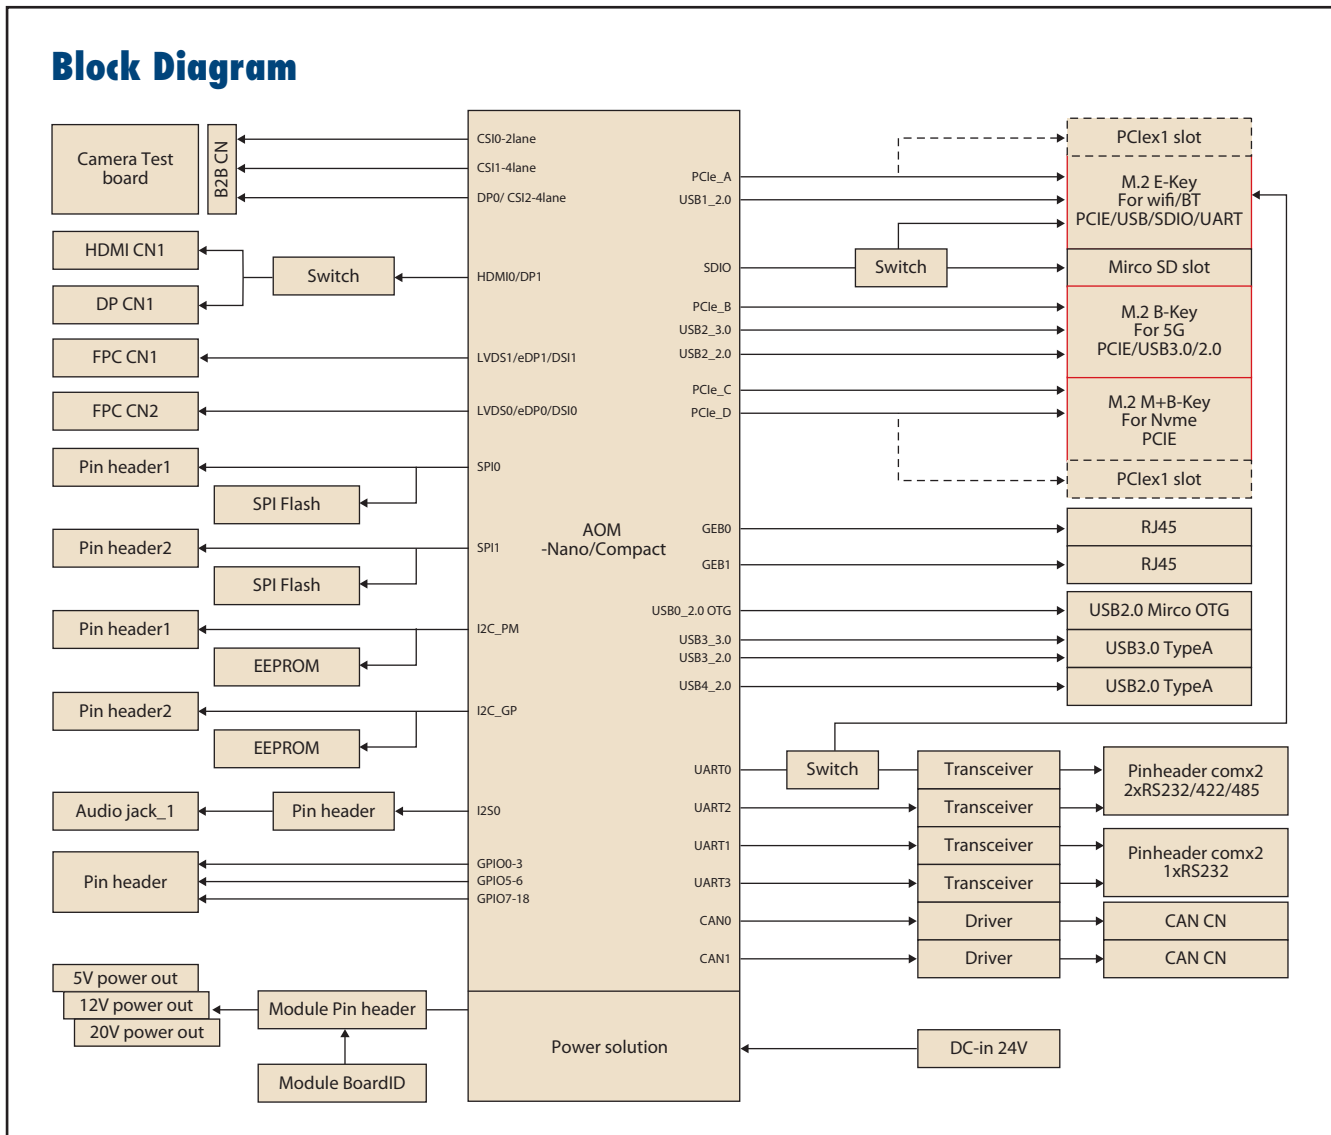 Block Diagram
Camera Test
board
B2B CN
CSI0-2lane
CSI1-4lane
DP0/ CSI2-4lane
HDMI CN1
DP CN1
Switch
HDMI0/DP1
FPC CN1
LVDS1/eDP1/DSI1
FPC CN2
LVDS0/eDP0/DSI0
Pin header1
SPI0
SPI Flash
Pin header2
SPI1
SPI Flash
Pin header1
I2C_PM
EEPROM
Pin header2
I2C_GP
EEPROM
Audio jack_1
Pin header
I2S0
Pin header
GPIO0-3
GPIO5-6
GPIO7-18
5V power out
12V power out
20V power out
Module Pin header
Module BoardID
AOM
-Nano/Compact
Power solution
PCIe_A
USB1_2.0
SDIO
PCIe_B
USB2_3.0
USB2_2.0
PCIe_C
PCIe_D
GEB0
GEB1
USB0_2.0 OTG
USB3_3.0
USB3_2.0
USB4_2.0
UART0
UART2
UART1
UART3
CAN0
CAN1
Switch
PCIex1 slot
M.2 E-Key
For wifi/BT
PCIE/USB/SDIO/UART
Mirco SD slot
M.2 B-Key
For 5G
PCIE/USB3.0/2.0
M.2 M+B-Key
For Nvme
PCIE
PCIex1 slot
RJ45
RJ45
USB2.0 Mirco OTG
USB3.0 TypeA
USB2.0 TypeA
Switch
Transceiver
Transceiver
Transceiver
Transceiver
Driver
Driver
Pinheader comx2
2xRS232/422/485
Pinheader comx2
1xRS232
CAN CN
CAN CN
DC-in 24V